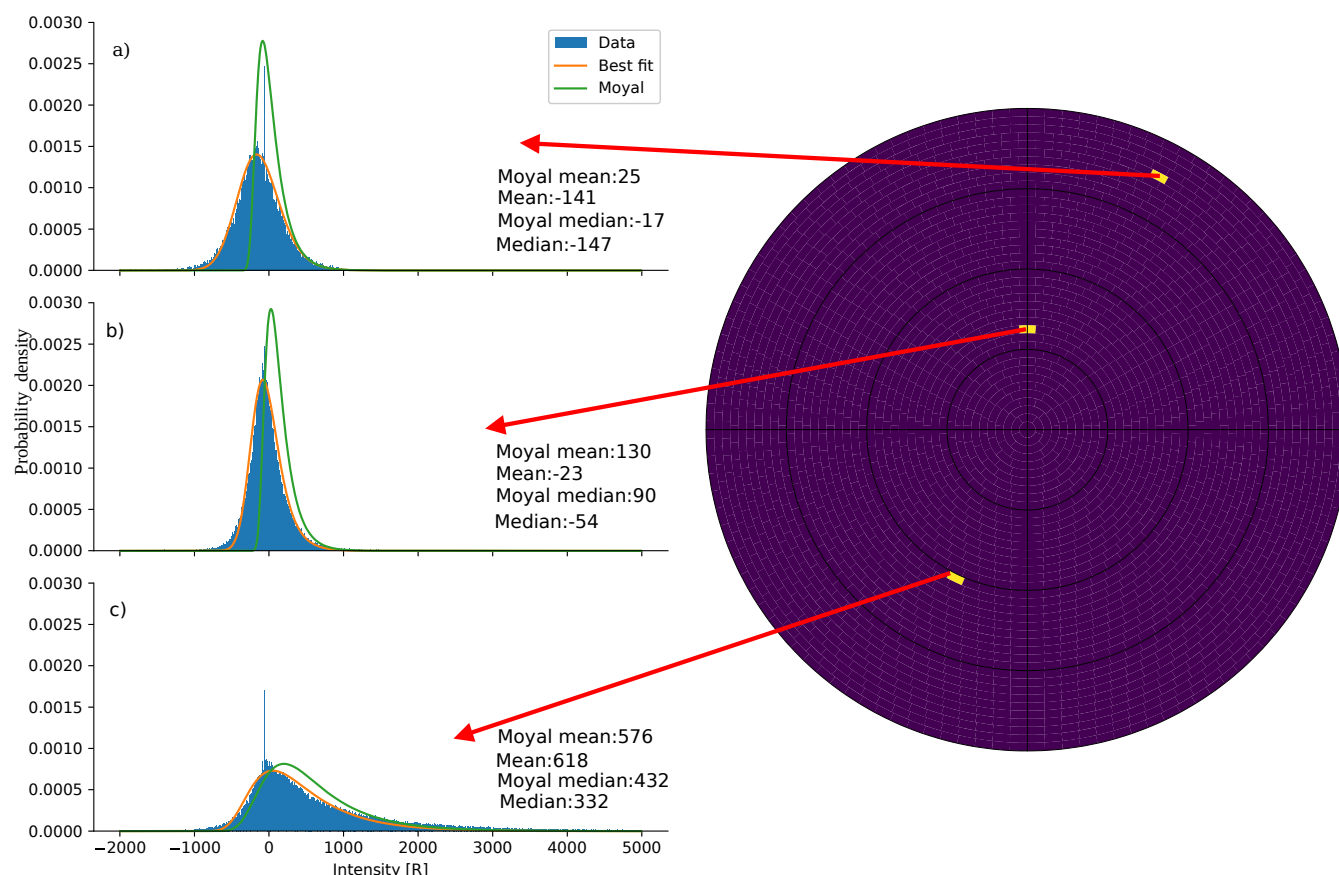 0.0030
0.0025
0.0020
0.0015
0.0010
0.0005
0.0000
a)
Data
Best fit
Moyal
Moyal mean:25
Mean:-141
Moyal median:-17
Median:-147
0.0030
0.0025
0.0020
0.0015
0.0010
0.0005
0.0000
b)
Probability density
Moyal mean:130
Mean:-23
Moyal median:90
Median:-54
0.0030
0.0025
0.0020
0.0015
0.0010
0.0005
0.0000
c)
Moyal mean:576
Mean:618
Moyal median:432
Median:332
−2000 −1000 0 1000 2000 3000 4000 5000
Intensity [R]